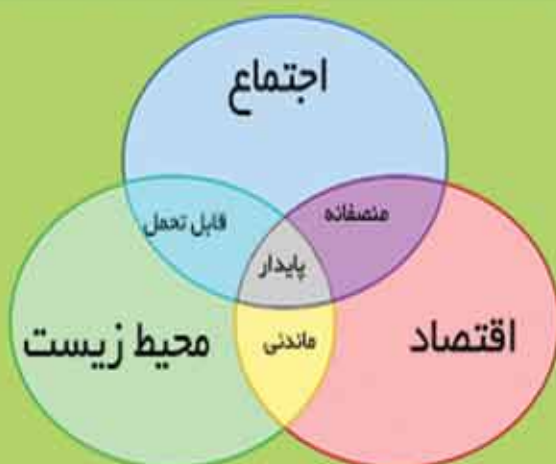 اجتماع
منصفانه
قابل تحمل
پایدار
اقتصاد
ماندنی
محیط زیست